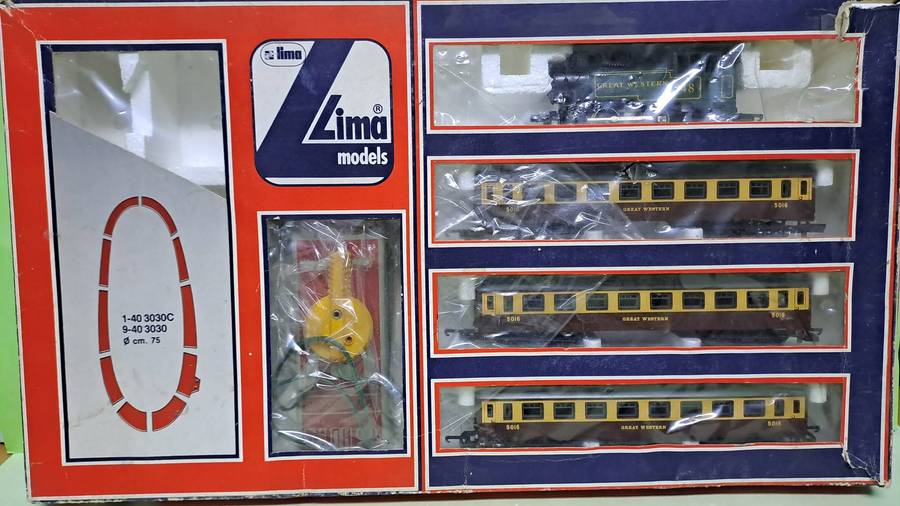 lima
Lima®
models
1-40 3030C
9-40 3030
Ø cm. 75
GREAT WESTERN
5016 GREAT WESTERN 5016
5016 GREAT WESTERN 5016
5016 GREAT WESTERN 5016